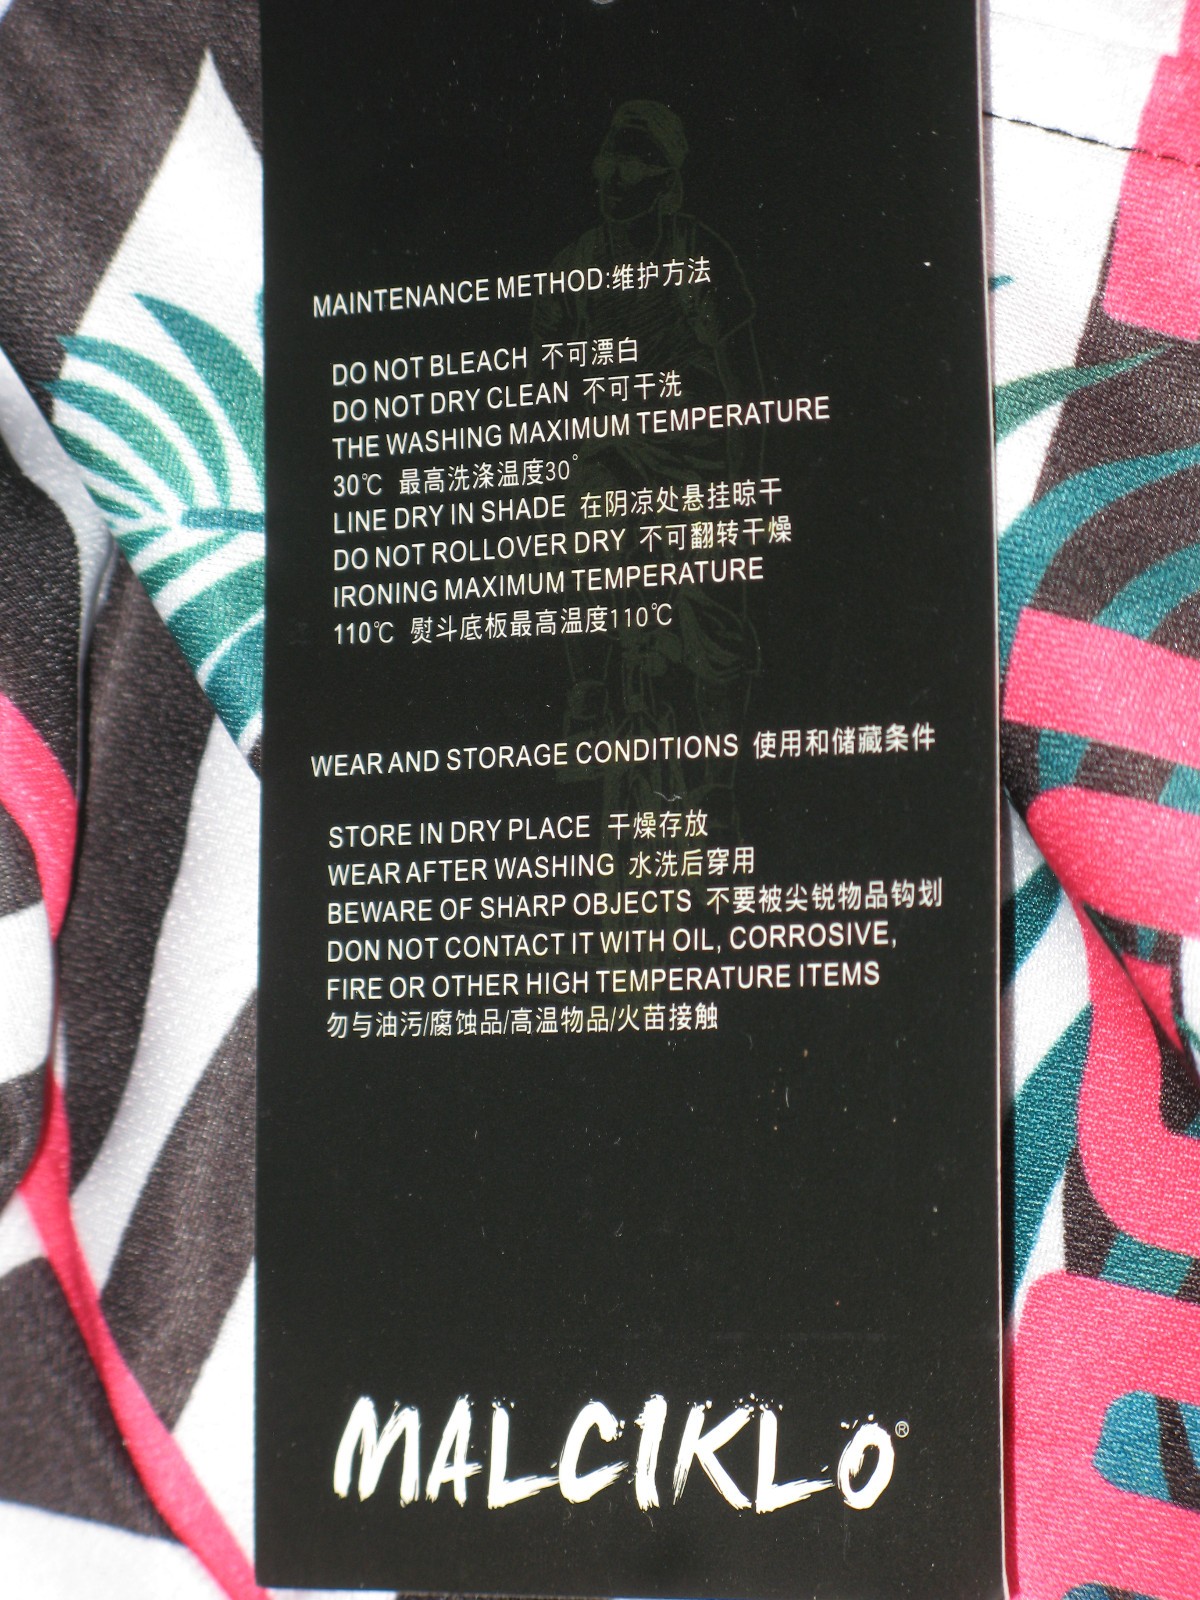 MAINTENANCE METHOD:维护方法
DO NOT BLEACH 不可漂白
DO NOT DRY CLEAN 不可干洗
THE WASHING MAXIMUM TEMPERATURE
30℃ 最高洗涤温度30°
LINE DRY IN SHADE 在阴凉处悬挂晾干
DO NOT ROLLOVER DRY 不可翻转干燥
IRONING MAXIMUM TEMPERATURE
110℃ 熨斗底板最高温度110℃
WEAR AND STORAGE CONDITIONS 使用和储藏条件
STORE IN DRY PLACE 干燥存放
WEAR AFTER WASHING 水洗后穿用
BEWARE OF SHARP OBJECTS 不要被尖锐物品钩划
DON NOT CONTACT IT WITH OIL, CORROSIVE,
FIRE OR OTHER HIGH TEMPERATURE ITEMS
勿与油污/腐蚀品/高温物品/火苗接触
MALCIKLO®